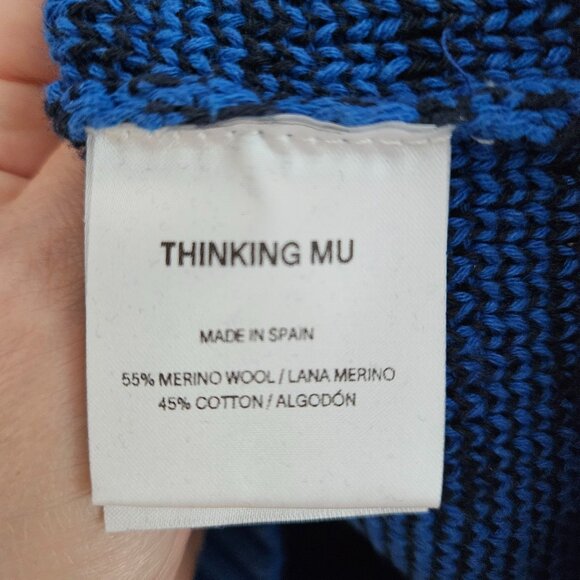 THINKING MU
MADE IN SPAIN
55% MERINO WOOL / LANA MERINO
45% COTTON / ALGODÓN